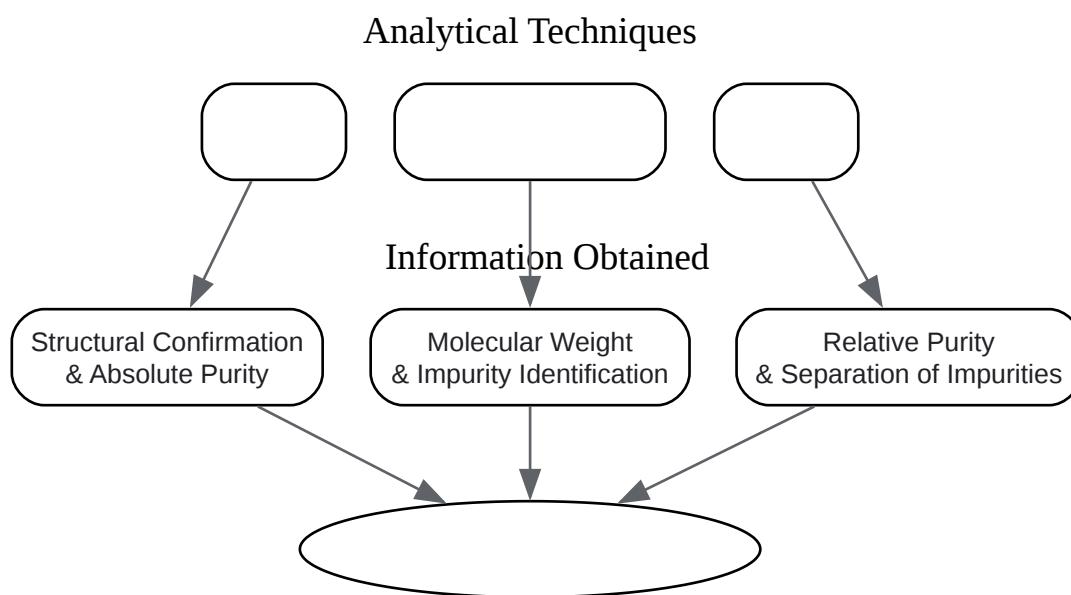 Analytical Techniques
Information Obtained
Structural Confirmation
& Absolute Purity
Molecular Weight
& Impurity Identification
Relative Purity
& Separation of Impurities